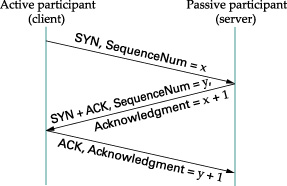 Active participant
(client)
Passive participant
(server)
SYN, SequenceNum = x
SYN + ACK, SequenceNum = y,
Acknowledgment = x + 1
ACK, Acknowledgment = y + 1